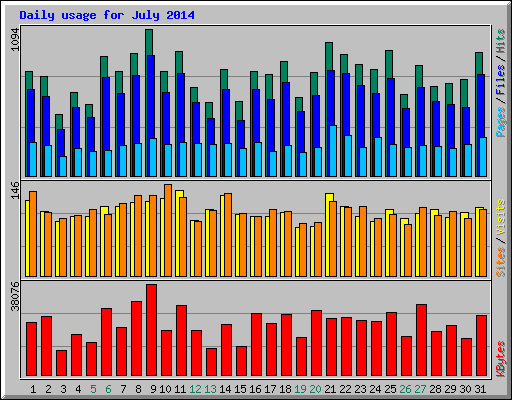 Daily usage for July 2014
1094
Pages / Files / Hits
146
Sites / Visits
38076
KBytes
1 2 3 4 5 6 7 8 9 10 11 12 13 14 15 16 17 18 19 20 21 22 23 24 25 26 27 28 29 30 31